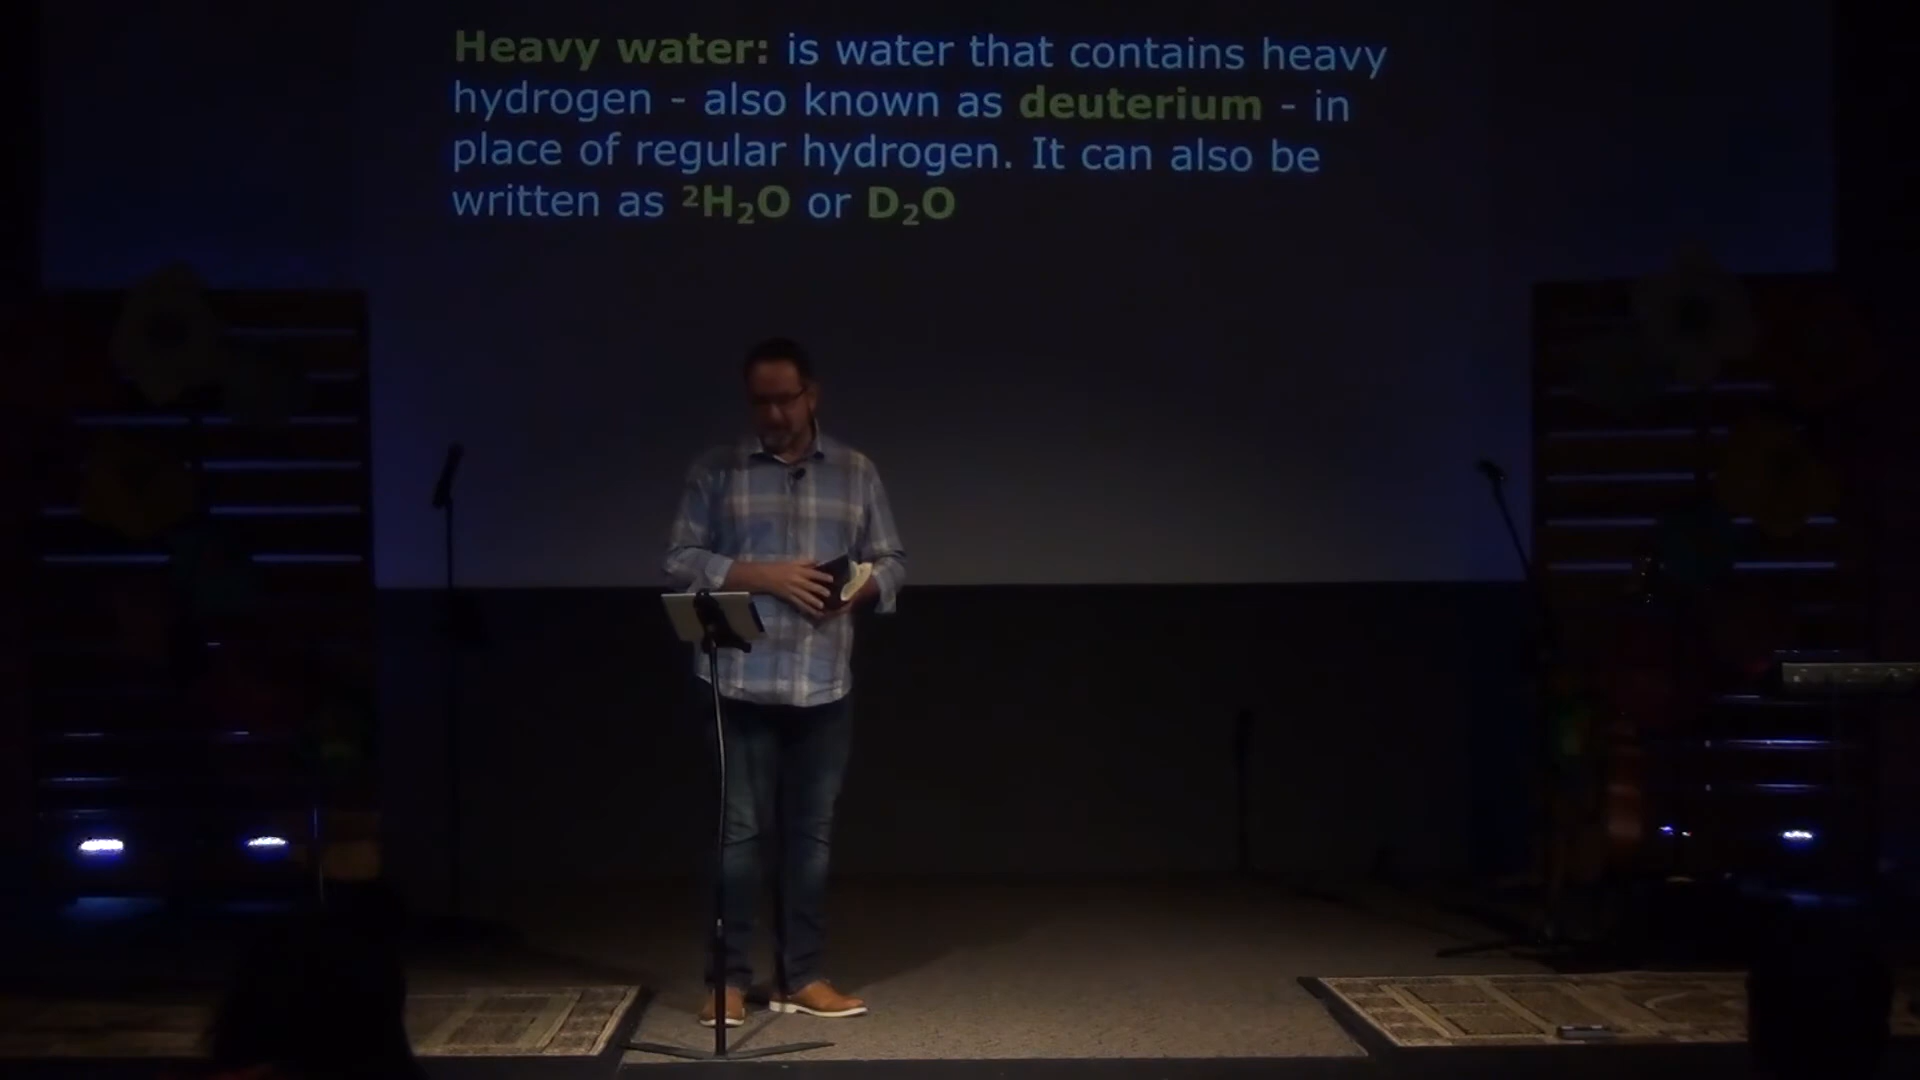 Heavy water: is water that contains heavy
hydrogen - also known as deuterium - in
place of regular hydrogen. It can also be
written as ²H₂O or D₂O